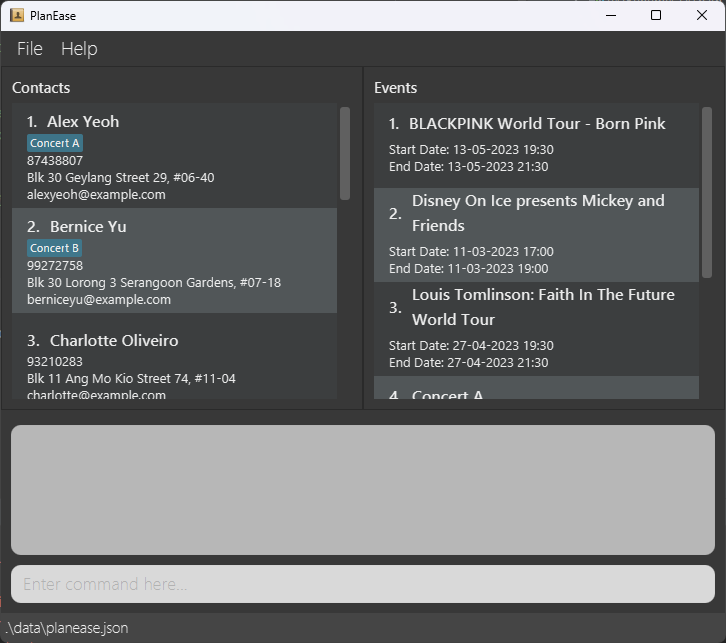 PlanEase
File Help
Contacts
1. Alex Yeoh
Concert A
87438807
Blk 30 Geylang Street 29, #06-40
alexyeoh@example.com
2. Bernice Yu
Concert B
99272758
Blk 30 Lorong 3 Serangoon Gardens, #07-18
berniceyu@example.com
3. Charlotte Oliveiro
93210283
Blk 11 Ang Mo Kio Street 74, #11-04
charlotte@example.com
Events
1. BLACKPINK World Tour - Born Pink
Start Date: 13-05-2023 19:30
End Date: 13-05-2023 21:30
2. Disney On Ice presents Mickey and
Friends
Start Date: 11-03-2023 17:00
End Date: 11-03-2023 19:00
3. Louis Tomlinson: Faith In The Future
World Tour
Start Date: 27-04-2023 19:30
End Date: 27-04-2023 21:30
4. Concert A
Enter command here...
.\data\planease.json